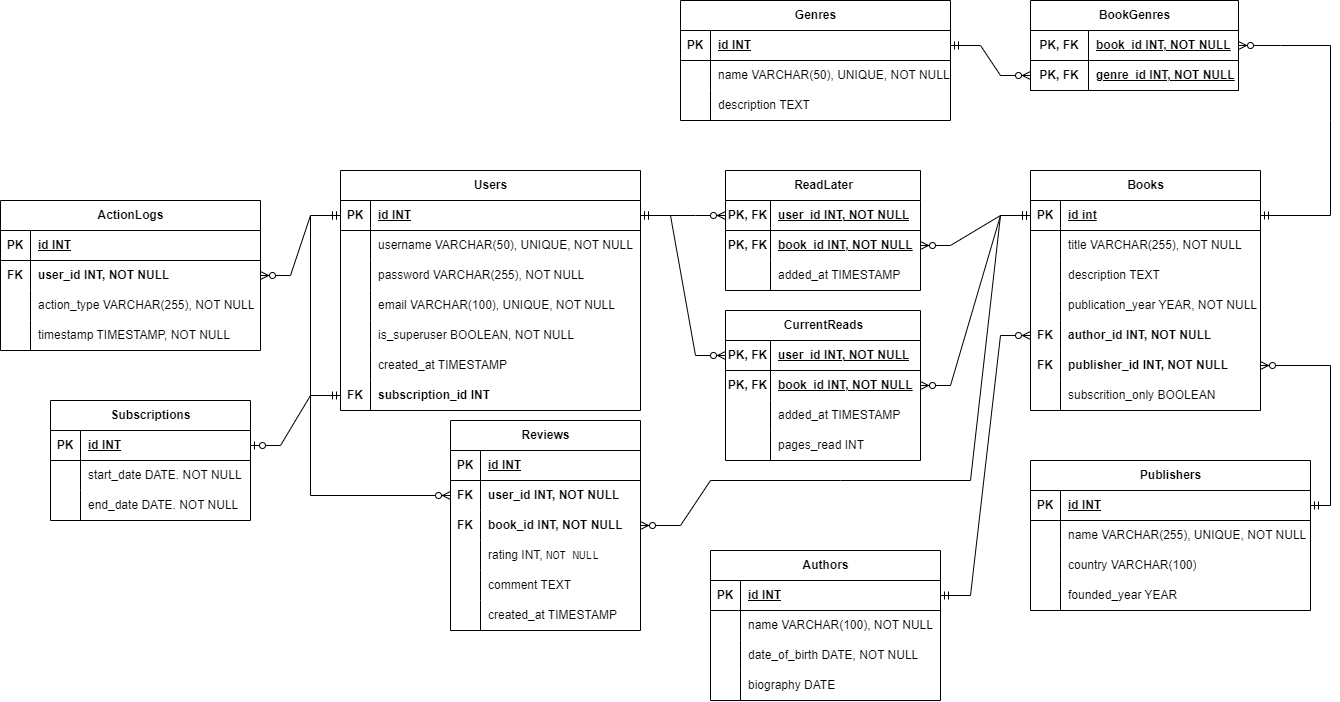 Genres
PK id INT
name VARCHAR(50), UNIQUE, NOT NULL
description TEXT
BookGenres
PK, FK book_id INT, NOT NULL
PK, FK genre_id INT, NOT NULL
ActionLogs
PK id INT
FK user_id INT, NOT NULL
action_type VARCHAR(255), NOT NULL
timestamp TIMESTAMP, NOT NULL
Users
PK id INT
username VARCHAR(50), UNIQUE, NOT NULL
password VARCHAR(255), NOT NULL
email VARCHAR(100), UNIQUE, NOT NULL
is_superuser BOOLEAN, NOT NULL
created_at TIMESTAMP
FK subscription_id INT
ReadLater
PK, FK user_id INT, NOT NULL
PK, FK book_id INT, NOT NULL
added_at TIMESTAMP
Books
PK id int
title VARCHAR(255), NOT NULL
description TEXT
publication_year YEAR, NOT NULL
FK author_id INT, NOT NULL
FK publisher_id INT, NOT NULL
subscrition_only BOOLEAN
CurrentReads
PK, FK user_id INT, NOT NULL
PK, FK book_id INT, NOT NULL
added_at TIMESTAMP
pages_read INT
Subscriptions
PK id INT
start_date DATE. NOT NULL
end_date DATE. NOT NULL
Reviews
PK id INT
FK user_id INT, NOT NULL
FK book_id INT, NOT NULL
rating INT, NOT NULL
comment TEXT
created_at TIMESTAMP
Publishers
PK id INT
name VARCHAR(255), UNIQUE, NOT NULL
country VARCHAR(100)
founded_year YEAR
Authors
PK id INT
name VARCHAR(100), NOT NULL
date_of_birth DATE, NOT NULL
biography DATE